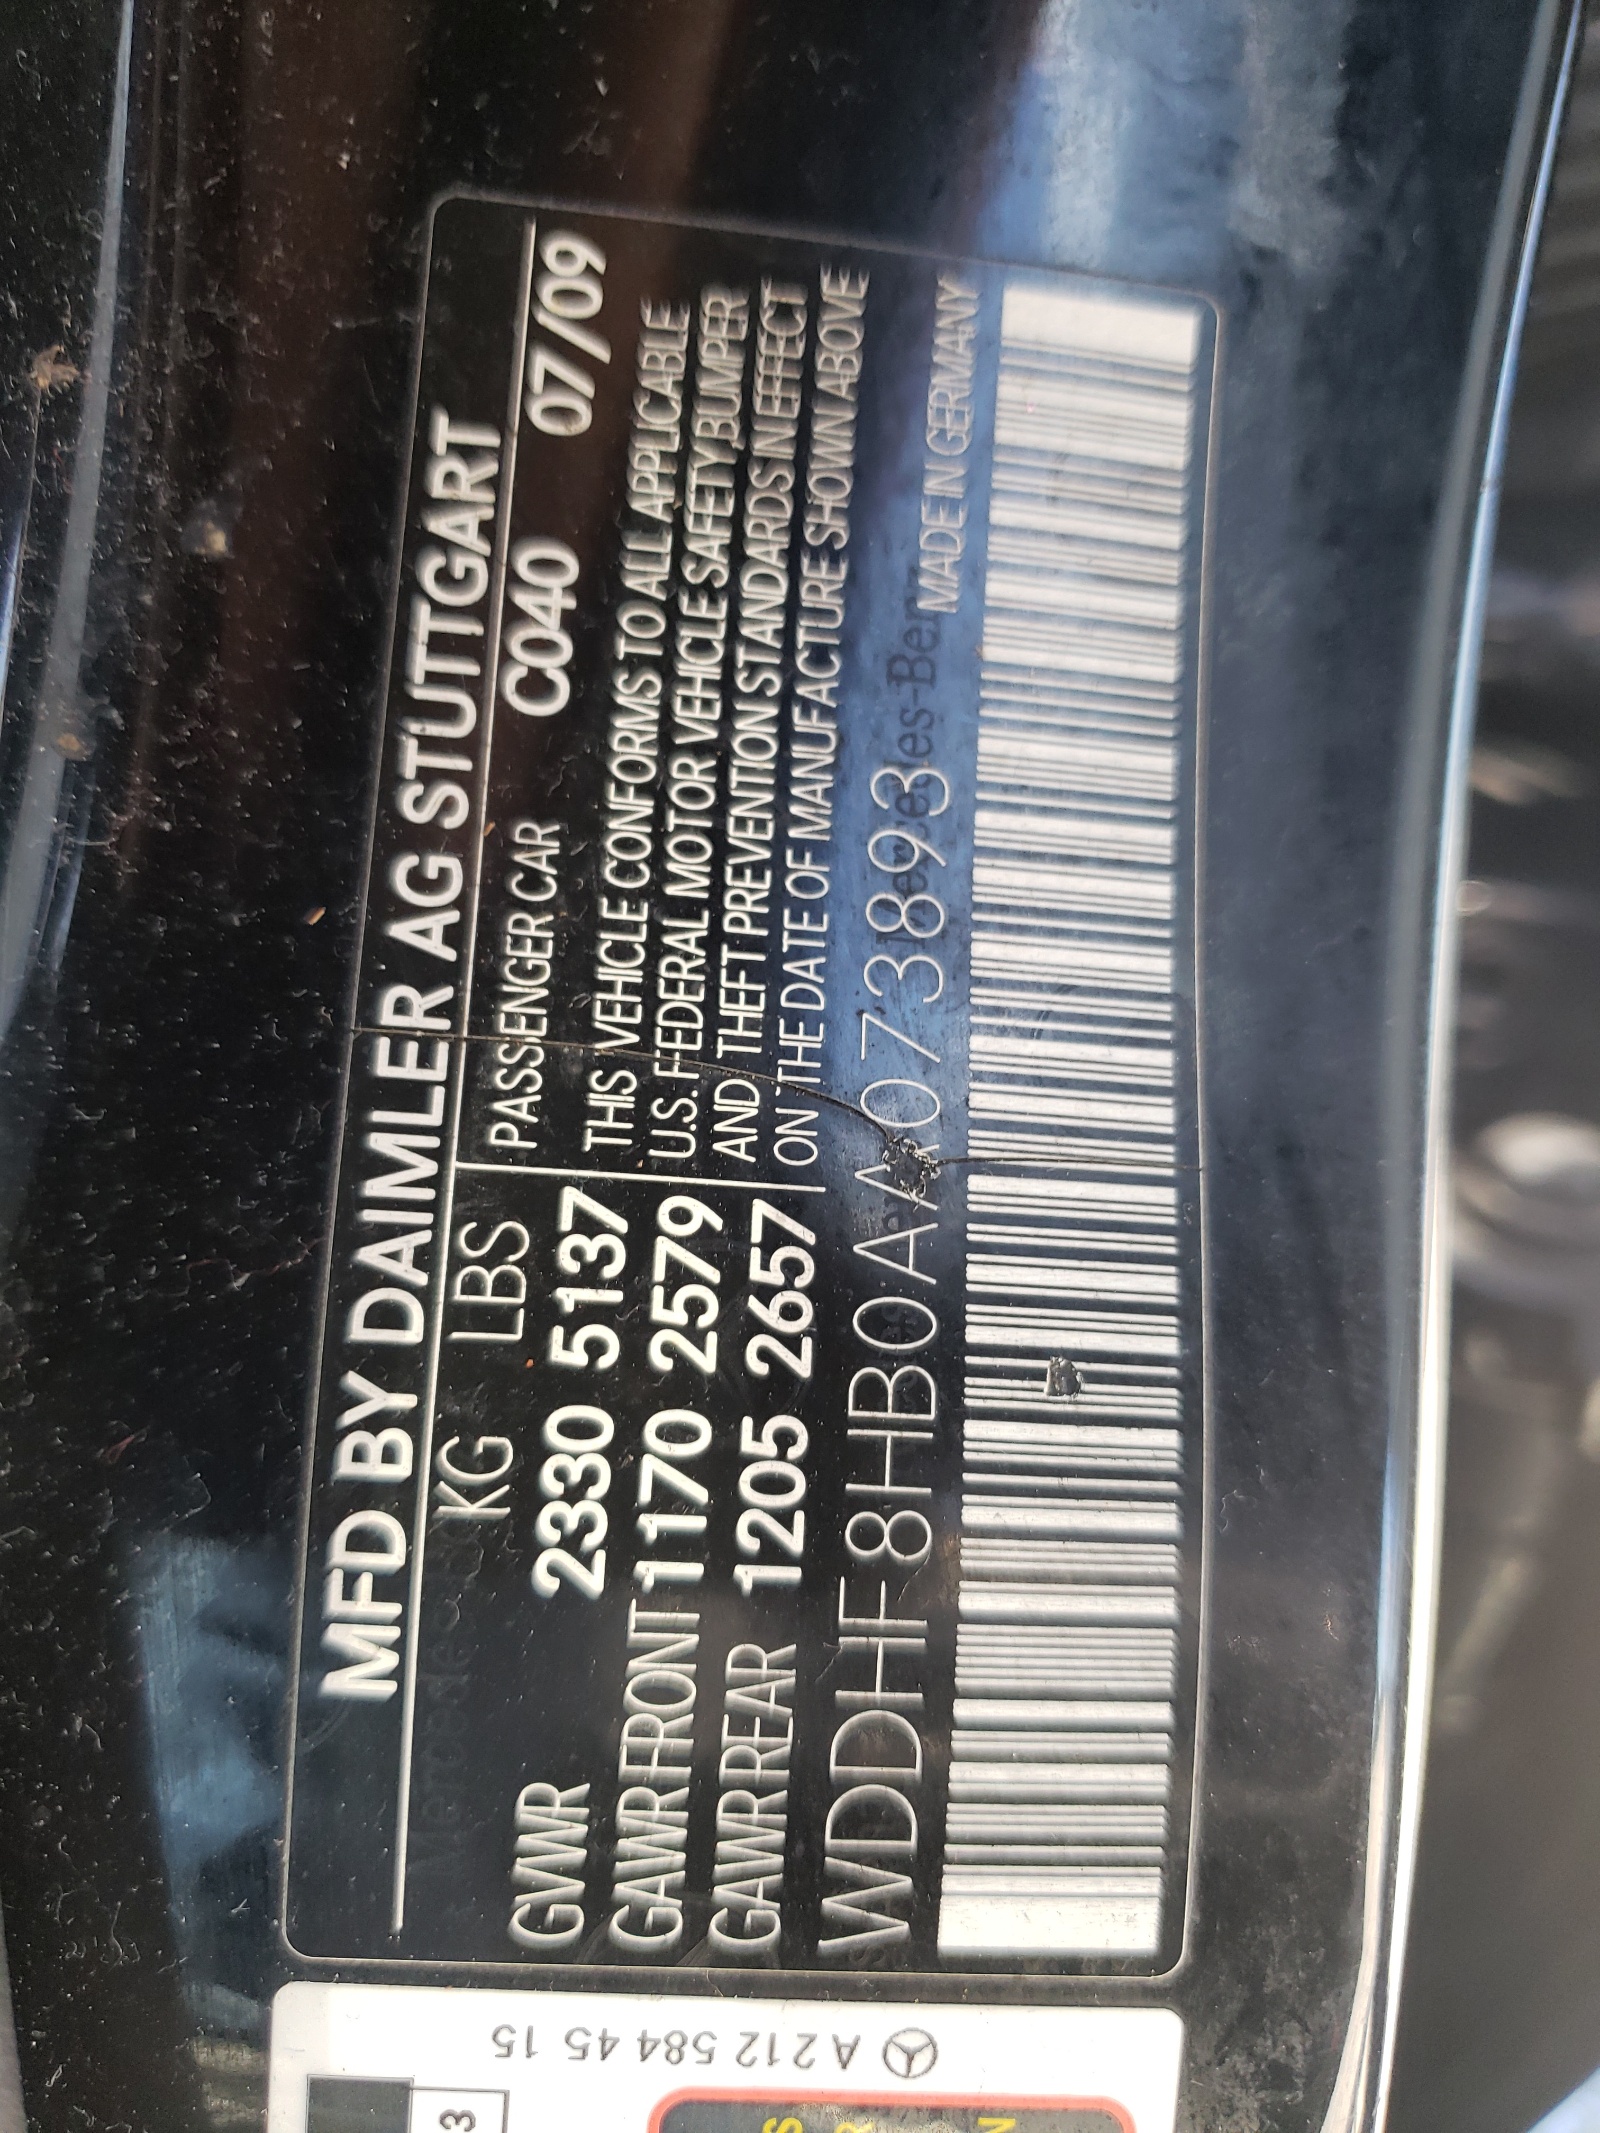 MFD BY DAIMLER AG STUTTGART
KG LBS PASSENGER CAR C040 07/09
GVWR 2330 5137
GAWR FRONT 1170 2579
GAWR REAR 1205 2657
THIS VEHICLE CONFORMS TO ALL APPLICABLE
U.S. FEDERAL MOTOR VEHICLE SAFETY, BUMPER
AND THEFT PREVENTION STANDARDS IN EFFECT
ON THE DATE OF MANUFACTURE SHOWN ABOVE
WDDHF8HB0AA073893
MADE IN GERMANY
A 212 584 45 15
3